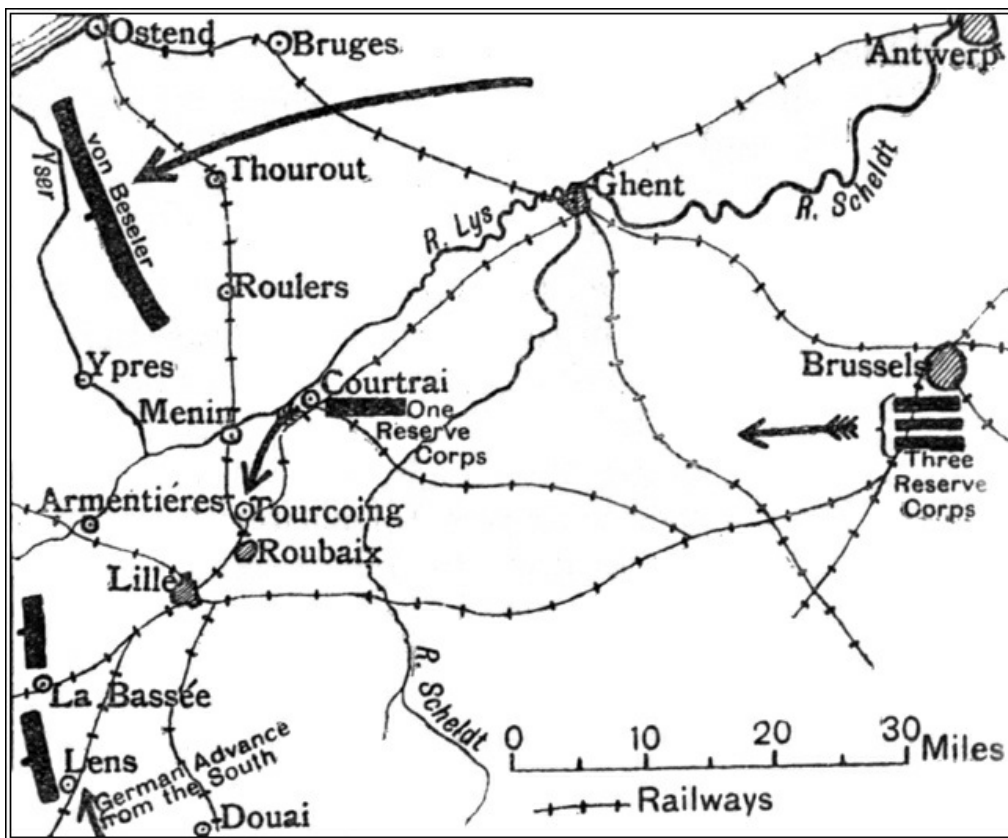 Ostend
Bruges
Antwerp
von Beseler
Yser
Thourout
Ghent
R. Scheldt
R. Lys
Roulers
Ypres
Brussels
Courtrai
Menin
One
Reserve
Corps
Three
Reserve
Corps
Armentiéres
Tourcoing
Roubaix
Lille
La Bassée
R. Scheldt
Lens
German Advance
from the South
Douai
0 10 20 30 Miles
Railways